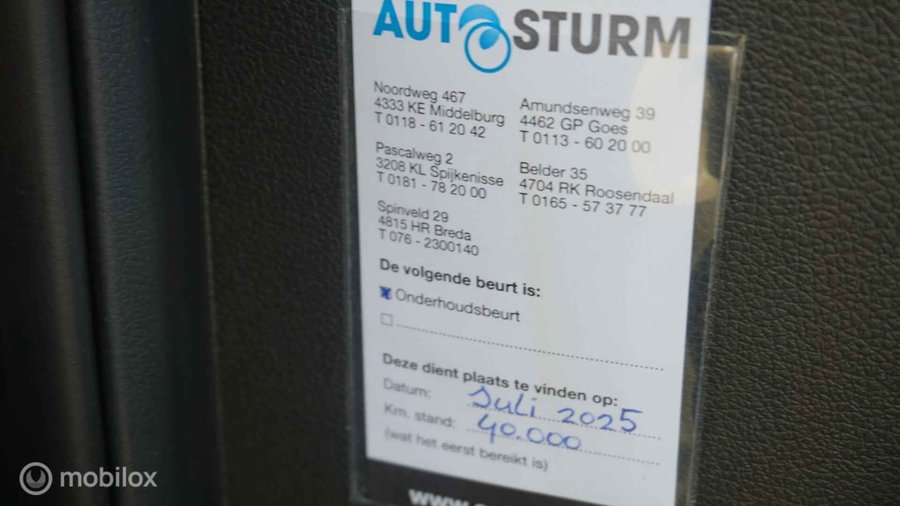 AUTOSTURM
Noordweg 467
4333 KE Middelburg
T 0118 - 61 20 42
Amundsenweg 39
4462 GP Goes
T 0113 - 60 20 00
Pascalweg 2
3208 KL Spijkenisse
T 0181 - 78 20 00
Belder 35
4704 RK Roosendaal
T 0165 - 57 37 77
Spinveld 29
4815 HR Breda
T 076 - 2300140
De volgende beurt is:
Onderhoudsbeurt
Deze dient plaats te vinden op:
Datum: Juli 2025
Km. stand: 40.000
(wat het eerst bereikt is)
www.
mobilox